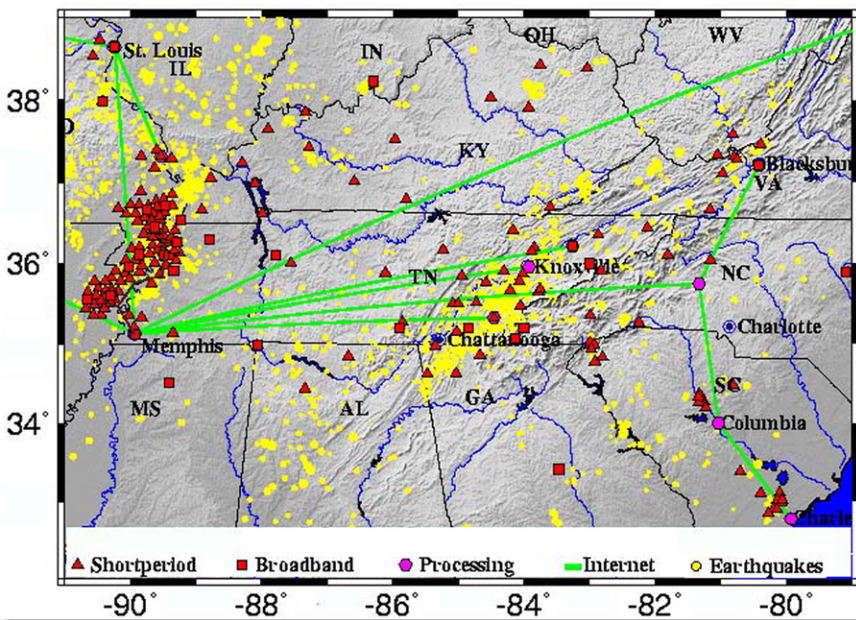 St. Louis
IL
IN
OH
WV
38°
KY
Blacksbur
VA
36°
TN
Knoxville
NC
Memphis
Chattanooga
Charlotte
MS
AL
GA
SC
34°
Columbia
Charle
Shortperiod Broadband Processing Internet Earthquakes
-90° -88° -86° -84° -82° -80°